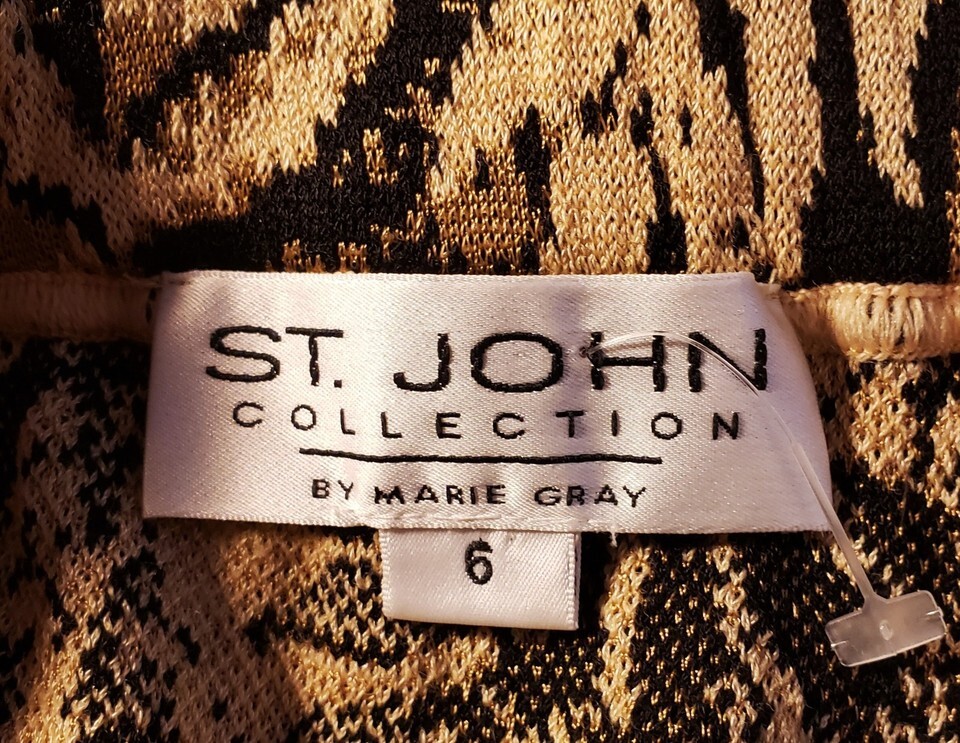 ST. JOHN
COLLECTION
BY MARIE GRAY
6